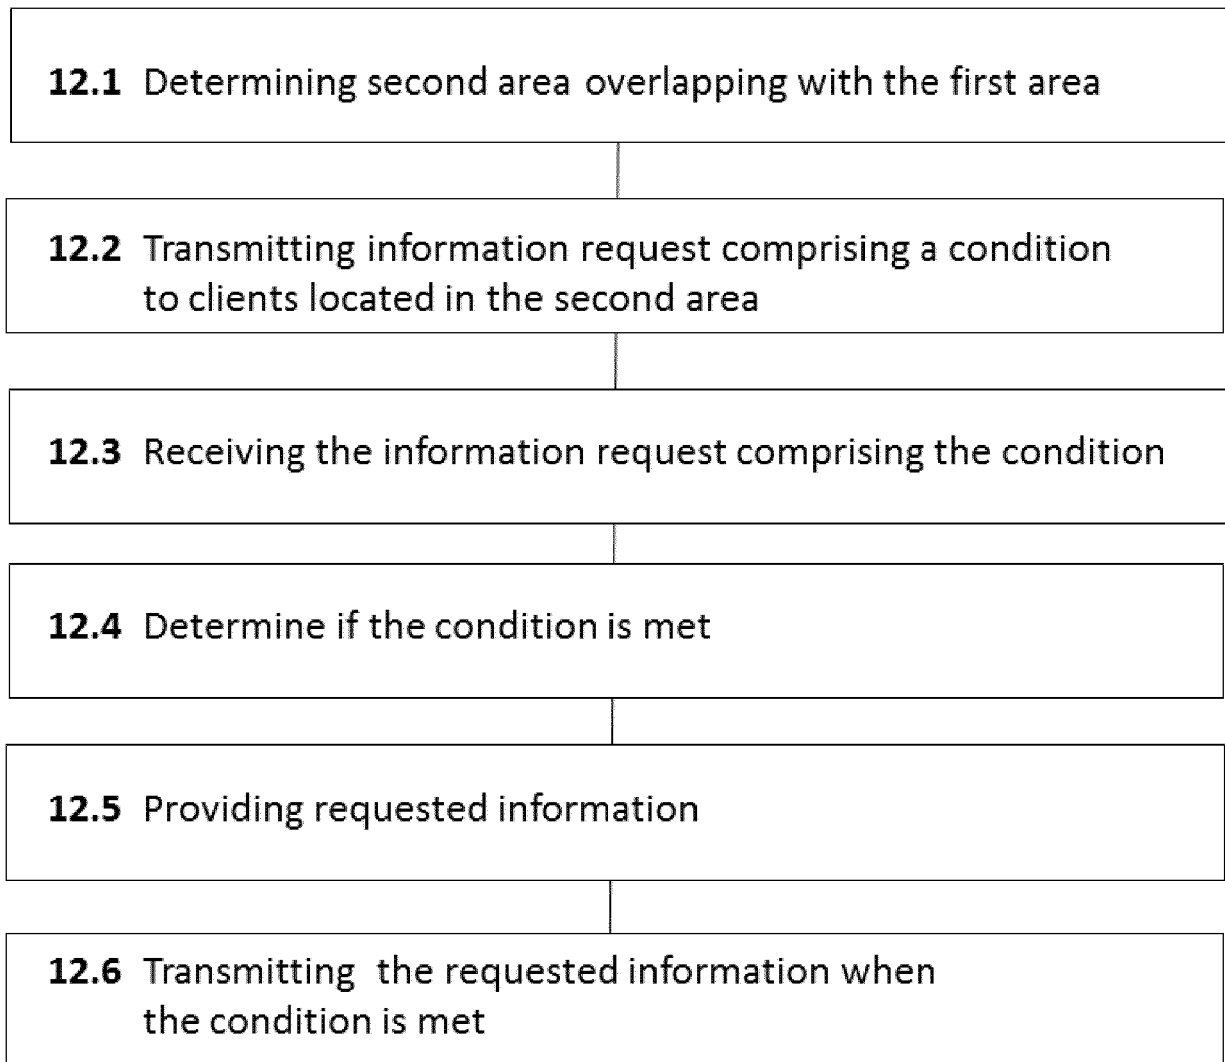 12.1 Determining second area overlapping with the first area
12.2 Transmitting information request comprising a condition
to clients located in the second area
12.3 Receiving the information request comprising the condition
12.4 Determine if the condition is met
12.5 Providing requested information
12.6 Transmitting the requested information when
the condition is met